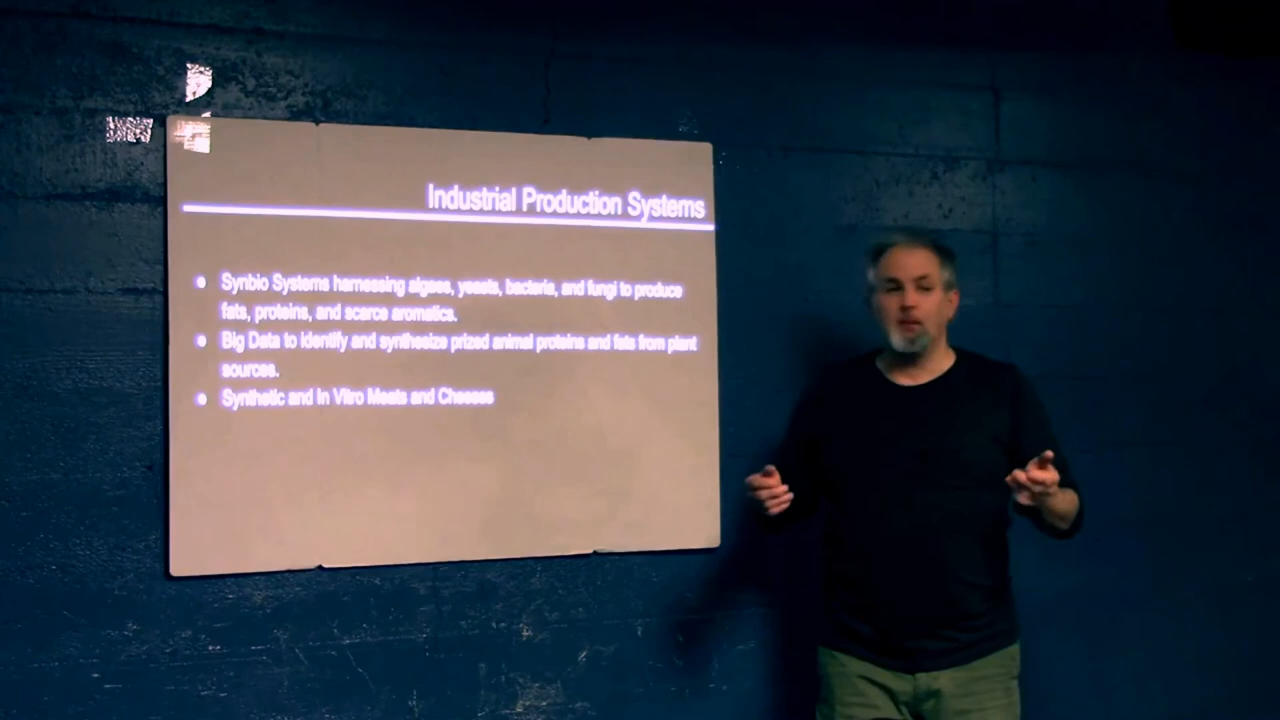 Industrial Production Systems
Synbio Systems harnessing algaes, yeasts, bacteria, and fungi to produce
fats, proteins, and scarce aromatics.
Big Data to identify and synthesize prized animal proteins and fats from plant
sources.
Synthetic and In Vitro Meats and Cheeses